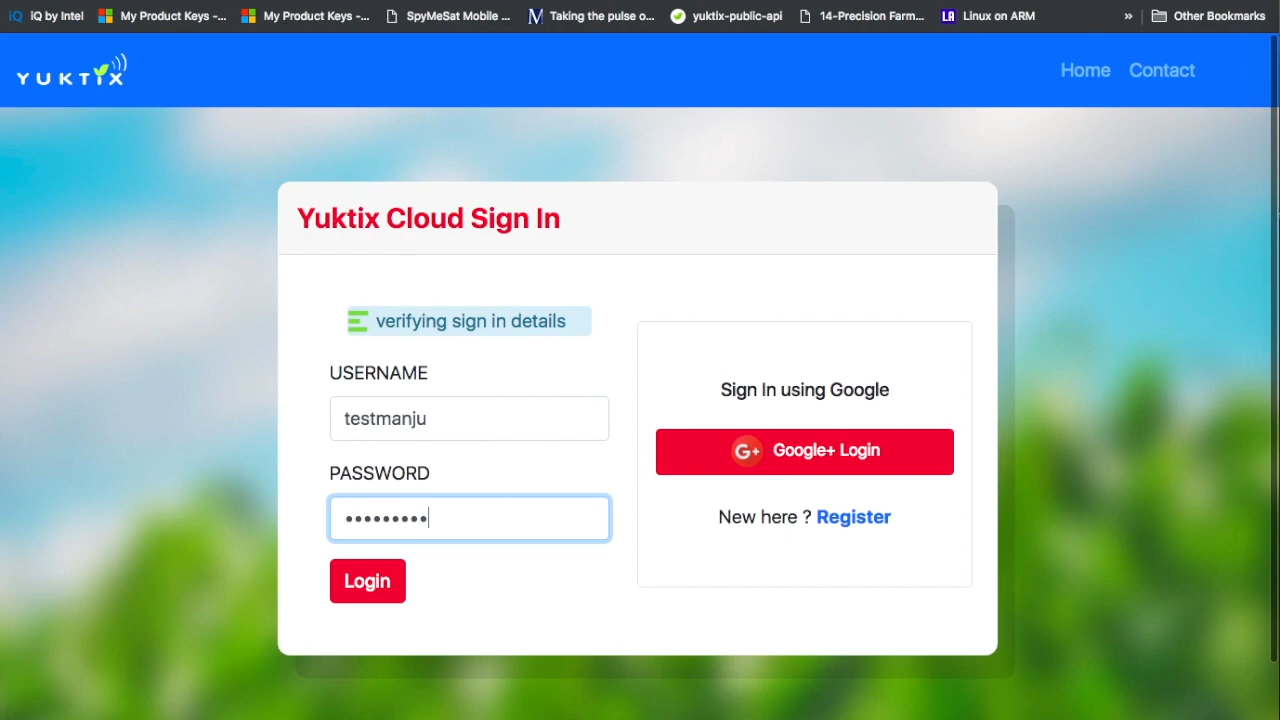 iQ iQ by Intel My Product Keys -... My Product Keys -... SpyMeSat Mobile ... M Taking the pulse o... yuktix-public-api 14-Precision Farm... LA Linux on ARM » Other Bookmarks
YUKTIX Home Contact
Yuktix Cloud Sign In
verifying sign in details
USERNAME
testmanju
PASSWORD
•••••••••
Login
Sign In using Google
G+ Google+ Login
New here ? Register